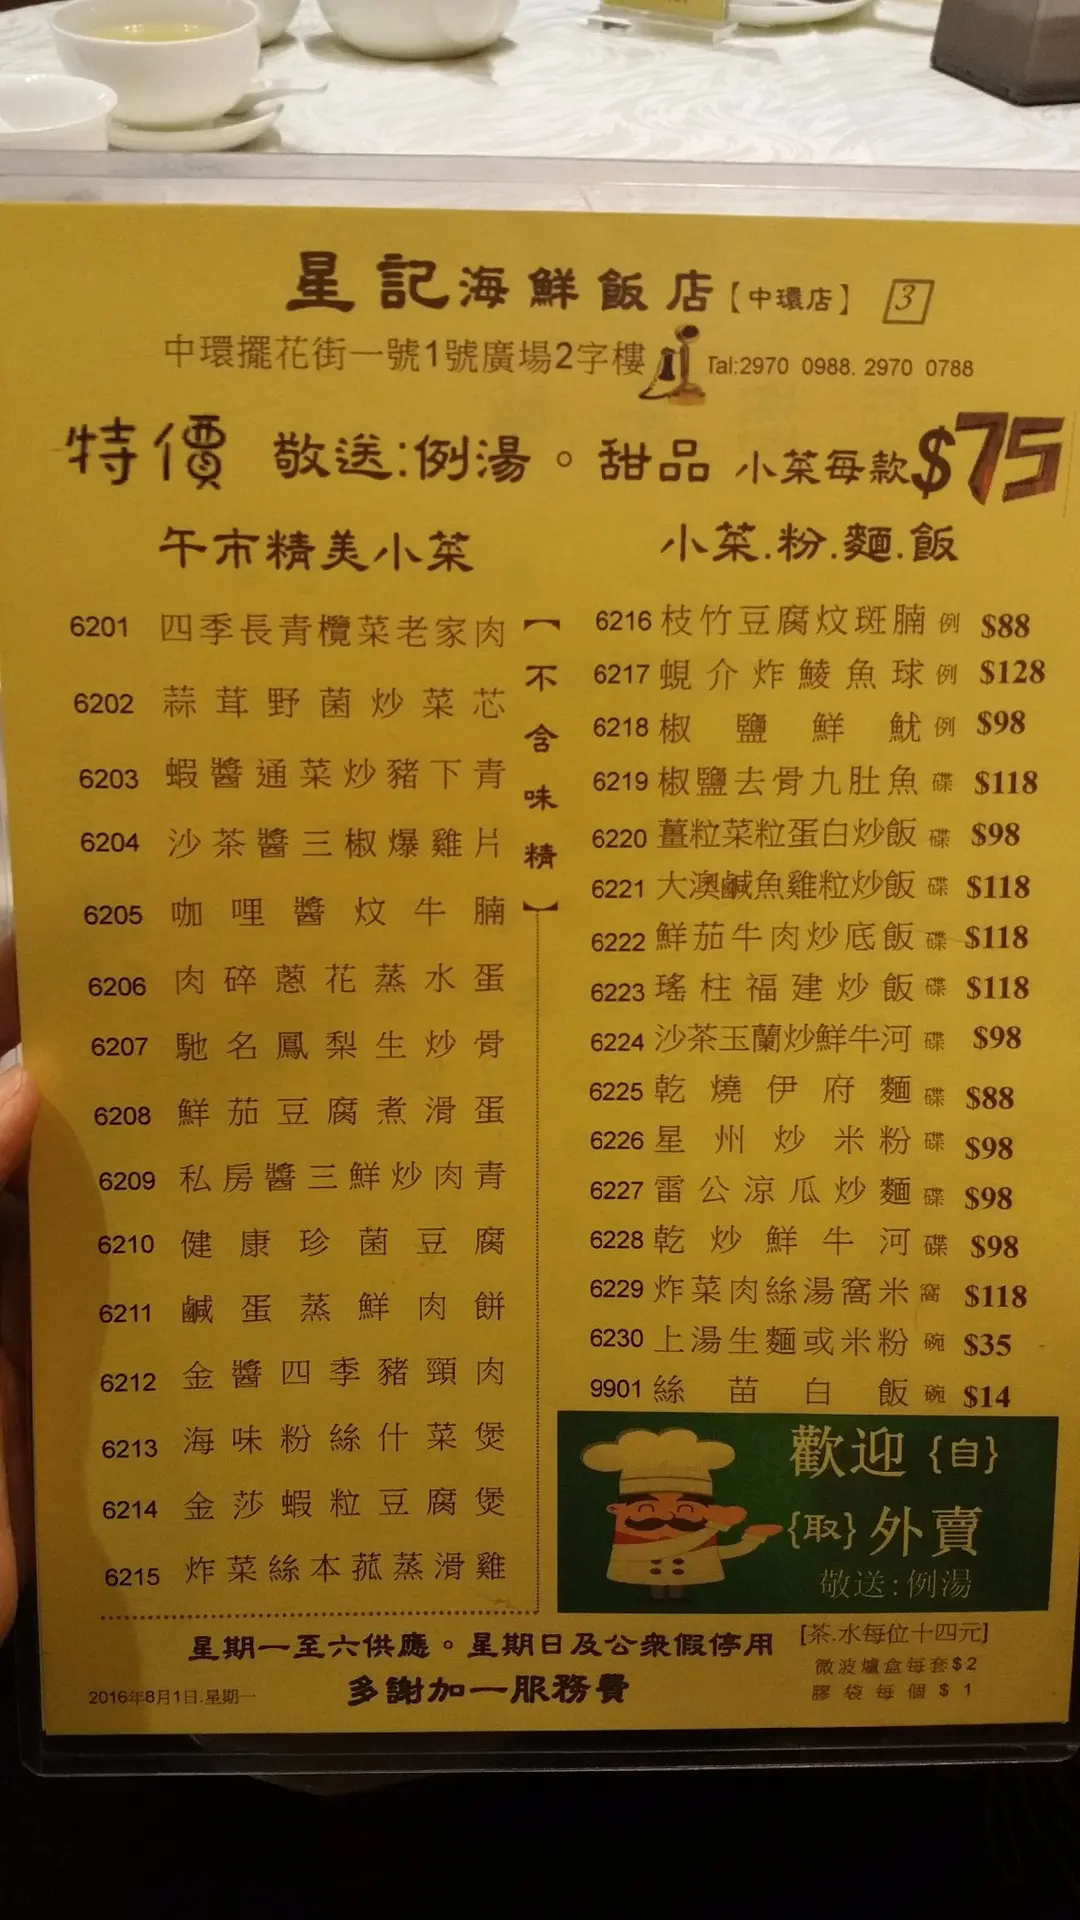 星記海鮮飯店【中環店】 3
中環擺花街一號1號廣場2字樓 Tal:2970 0988. 2970 0788
特價 敬送:例湯。甜品 小菜每款$75
午市精美小菜
6201 四季長青欖菜老家肉
6202 蒜茸野菌炒菜芯
6203 蝦醬通菜炒豬下青
6204 沙茶醬三椒爆雞片
6205 咖哩醬炆牛腩
6206 肉碎蔥花蒸水蛋
6207 馳名鳳梨生炒骨
6208 鮮茄豆腐煮滑蛋
6209 私房醬三鮮炒肉青
6210 健康珍菌豆腐
6211 鹹蛋蒸鮮肉餅
6212 金醬四季豬頸肉
6213 海味粉絲什菜煲
6214 金莎蝦粒豆腐煲
6215 炸菜絲本菰蒸滑雞
【不含味精】
小菜.粉.麵.飯
6216 枝竹豆腐炆斑腩 例 $88
6217 蜆介炸鯪魚球 例 $128
6218 椒鹽鮮魷 例 $98
6219 椒鹽去骨九肚魚 碟 $118
6220 薑粒菜粒蛋白炒飯 碟 $98
6221 大澳鹹魚雞粒炒飯 碟 $118
6222 鮮茄牛肉炒底飯 碟 $118
6223 瑤柱福建炒飯 碟 $118
6224 沙茶玉蘭炒鮮牛河 碟 $98
6225 乾燒伊府麵 碟 $88
6226 星州炒米粉 碟 $98
6227 雷公涼瓜炒麵 碟 $98
6228 乾炒鮮牛河 碟 $98
6229 炸菜肉絲湯窩米 窩 $118
6230 上湯生麵或米粉 碗 $35
9901 絲苗白飯 碗 $14
歡迎{自}
{取}外賣
敬送:例湯
星期一至六供應。星期日及公衆假停用
多謝加一服務費
2016年8月1日.星期一
[茶.水每位十四元]
微波爐盒每套$2
膠袋每個$1